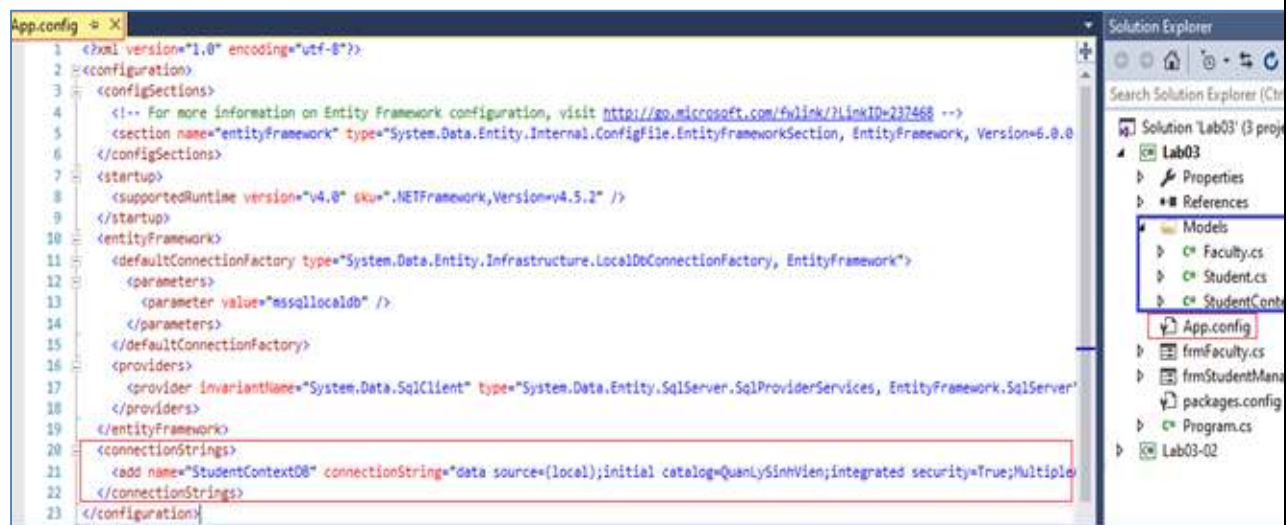 App.config
1 <?xml version="1.0" encoding="utf-8"?>
2 <configuration>
3 <configSections>
4 <!-- For more information on Entity Framework configuration, visit http://go.microsoft.com/fwlink/?LinkID=237468 -->
5 <section name="entityFramework" type="System.Data.Entity.Internal.ConfigFile.EntityFrameworkSection, EntityFramework, Version=6.0.0
6 </configSections>
7 <startup>
8 <supportedRuntime version="v4.0" sku=".NETFramework,Version=v4.5.2" />
9 </startup>
10 <entityFramework>
11 <defaultConnectionFactory type="System.Data.Entity.Infrastructure.LocalDbConnectionFactory, EntityFramework">
12 <parameters>
13 <parameter value="mssqllocaldb" />
14 </parameters>
15 </defaultConnectionFactory>
16 <providers>
17 <provider invariantName="System.Data.SqlClient" type="System.Data.Entity.SqlServer.SqlProviderServices, EntityFramework.SqlServer"
18 </providers>
19 </entityFramework>
20 <connectionStrings>
21 <add name="StudentContextDB" connectionString="data source=(local);initial catalog=QuanLySinhVien;integrated security=True;Multiple
22 </connectionStrings>
23 </configuration>
Solution Explorer
Search Solution Explorer (Ctr
Solution 'Lab03' (3 proje
Lab03
Properties
References
Models
Faculty.cs
Student.cs
StudentConte
App.config
frmFaculty.cs
frmStudentMana
packages.config
Program.cs
Lab03-02